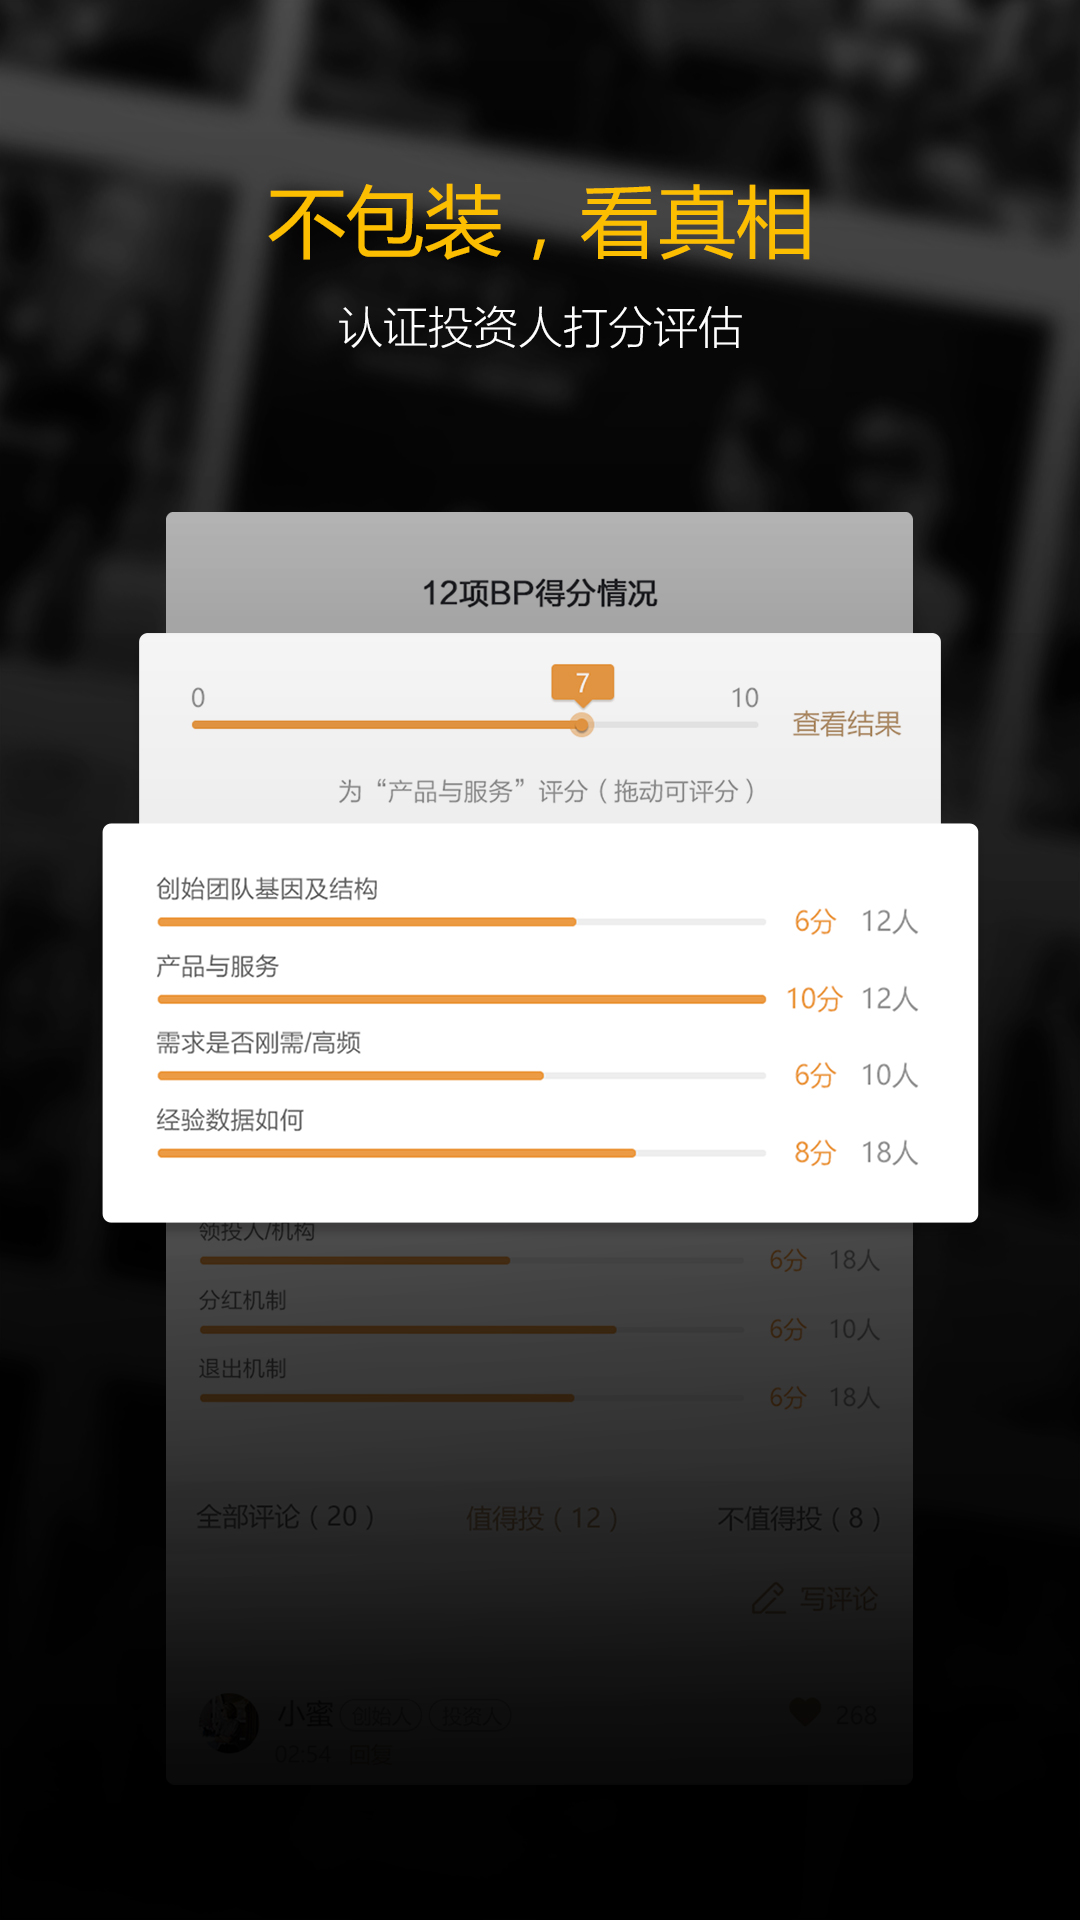 不包装，看真相
认证投资人打分评估
12项BP得分情况
7
0 10 查看结果
为“产品与服务”评分（拖动可评分）
创始团队基因及结构
6分 12人
产品与服务
10分 12人
需求是否刚需/高频
6分 10人
经验数据如何
8分 18人
领投人/机构
6分 18人
分红机制
6分 10人
退出机制
6分 18人
全部评论（20） 值得投（12） 不值得投（8）
写评论
小蜜 创始人 投资人 268
02:54 回复